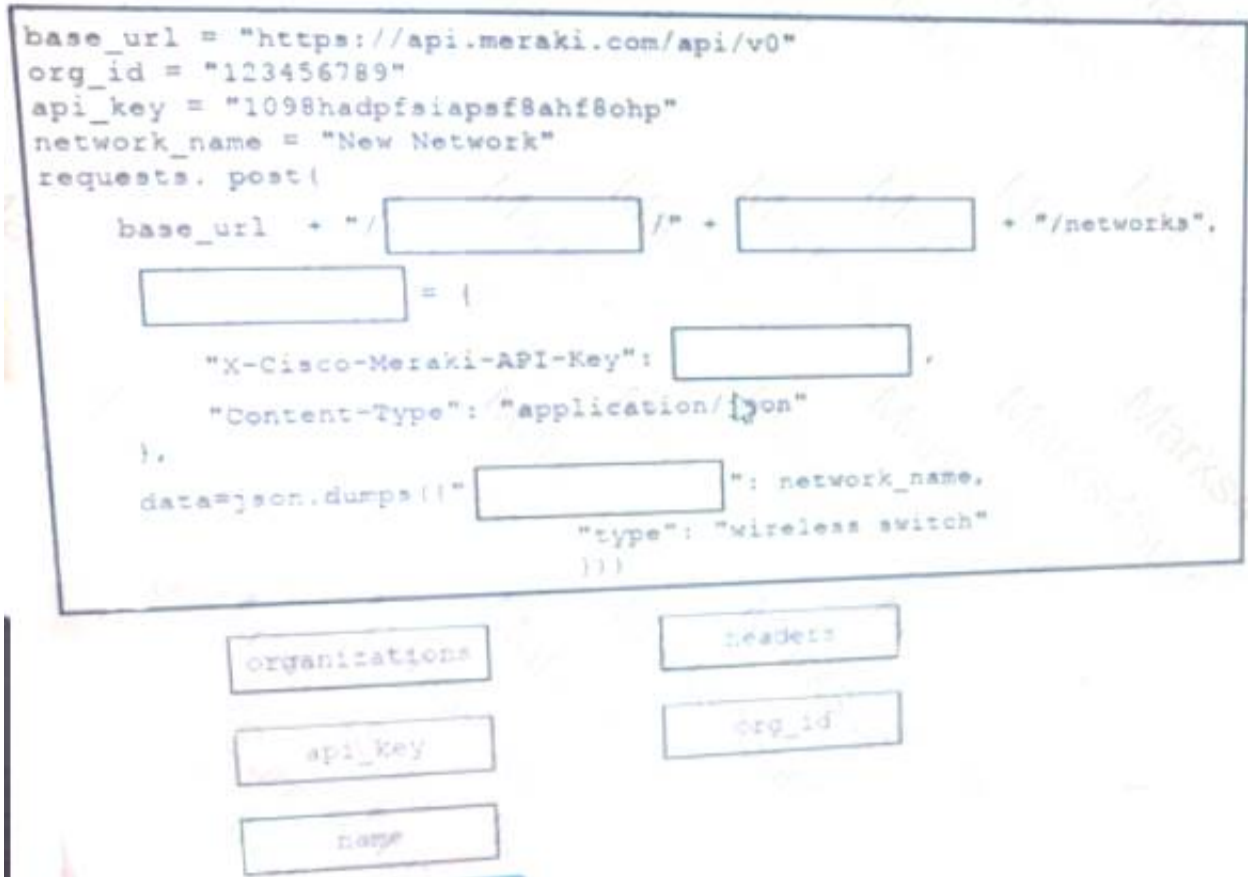 base_url = "https://api.meraki.com/api/v0"
org_id = "123456789"
api_key = "1098hadpfsiapsf8ahf8ohp"
network_name = "New Network"
requests. post(
base_url + "/ /" + + "/networks",
= {
"X-Cisco-Meraki-API-Key": ,
"Content-Type": "application/json"
},
data=json.dumps({" ": network_name,
"type": "wireless switch"
}))
organizations
headers
api_key
org_id
name